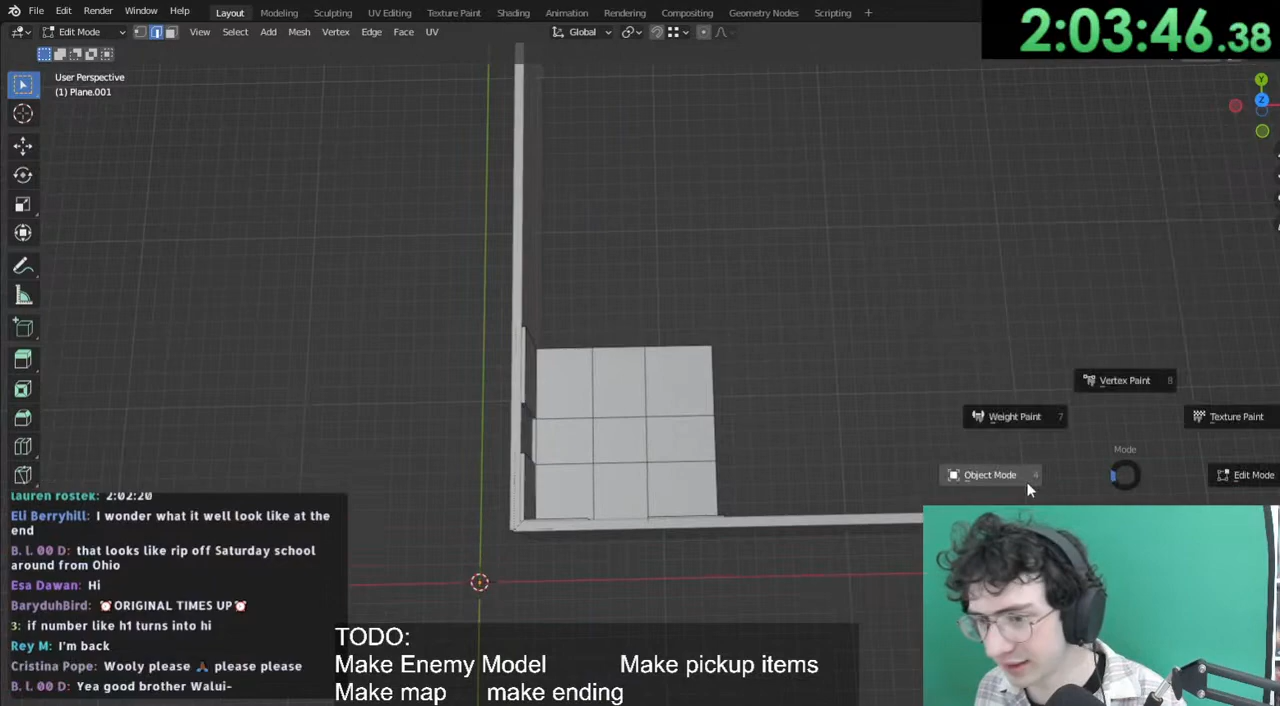 File Edit Render Window Help Layout Modeling Sculpting UV Editing Texture Paint Shading Animation Rendering Compositing Geometry Nodes Scripting +
2:03:46.38
Edit Mode View Select Add Mesh Vertex Edge Face UV Global
User Perspective
(1) Plane.001
Y
Z
Vertex Paint 8
Weight Paint 7
Texture Paint
Mode
Object Mode 4
Edit Mode
lauren rostek: 2:02:20
Eli Berryhill: I wonder what it well look like at the
end
B. l. 00 D: that looks like rip off Saturday school
around from Ohio
Esa Dawan: Hi
BaryduhBird: ⏰ORIGINAL TIMES UP⏰
3: if number like h1 turns into hi
Rey M: I'm back
Cristina Pope: Wooly please 🙏🏾 please please
B. l. 00 D: Yea good brother Walui-
TODO:
Make Enemy Model Make pickup items
Make map make ending